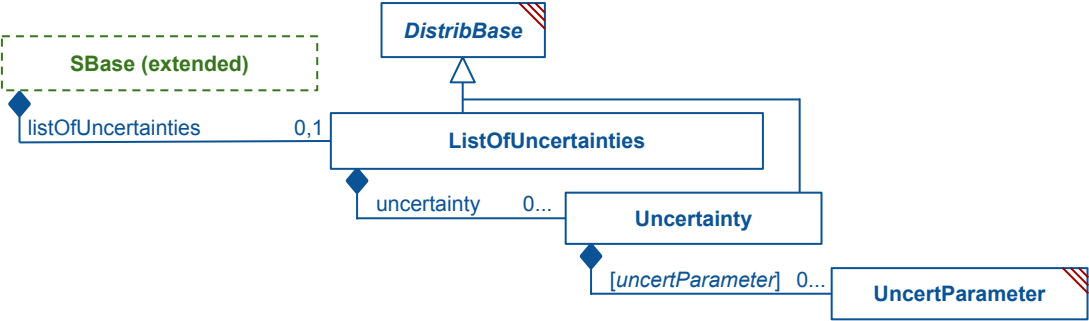 DistribBase
SBase (extended)
listOfUncertainties 0,1
ListOfUncertainties
uncertainty 0...
Uncertainty
[uncertParameter] 0...
UncertParameter